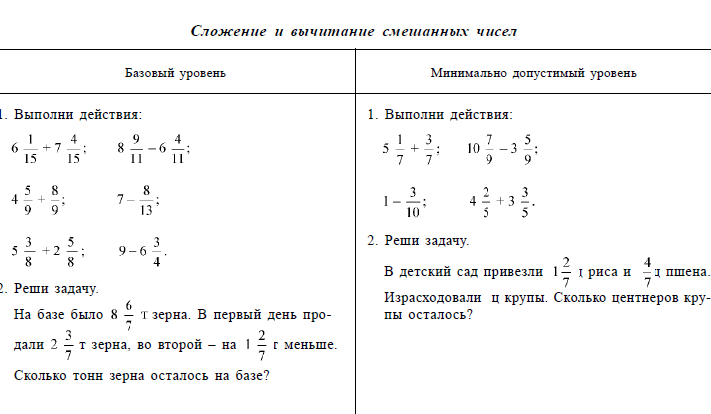 Сложение и вычитание смешанных чисел
Базовый уровень
1. Выполни действия:
6 1/15 + 7 4/15; 8 9/11 – 6 4/11;
4 5/9 + 8/9; 7 – 8/13;
5 3/8 + 2 5/8; 9 – 6 3/4.
2. Реши задачу.
На базе было 8 6/7 т зерна. В первый день про-
дали 2 3/7 т зерна, во второй – на 1 2/7 т меньше.
Сколько тонн зерна осталось на базе?
Минимально допустимый уровень
1. Выполни действия:
5 1/7 + 3/7; 10 7/9 – 3 5/9;
1 – 3/10; 4 2/5 + 3 3/5.
2. Реши задачу.
В детский сад привезли 1 2/7 ц риса и 4/7 ц пшена.
Израсходовали ц крупы. Сколько центнеров кру-
пы осталось?